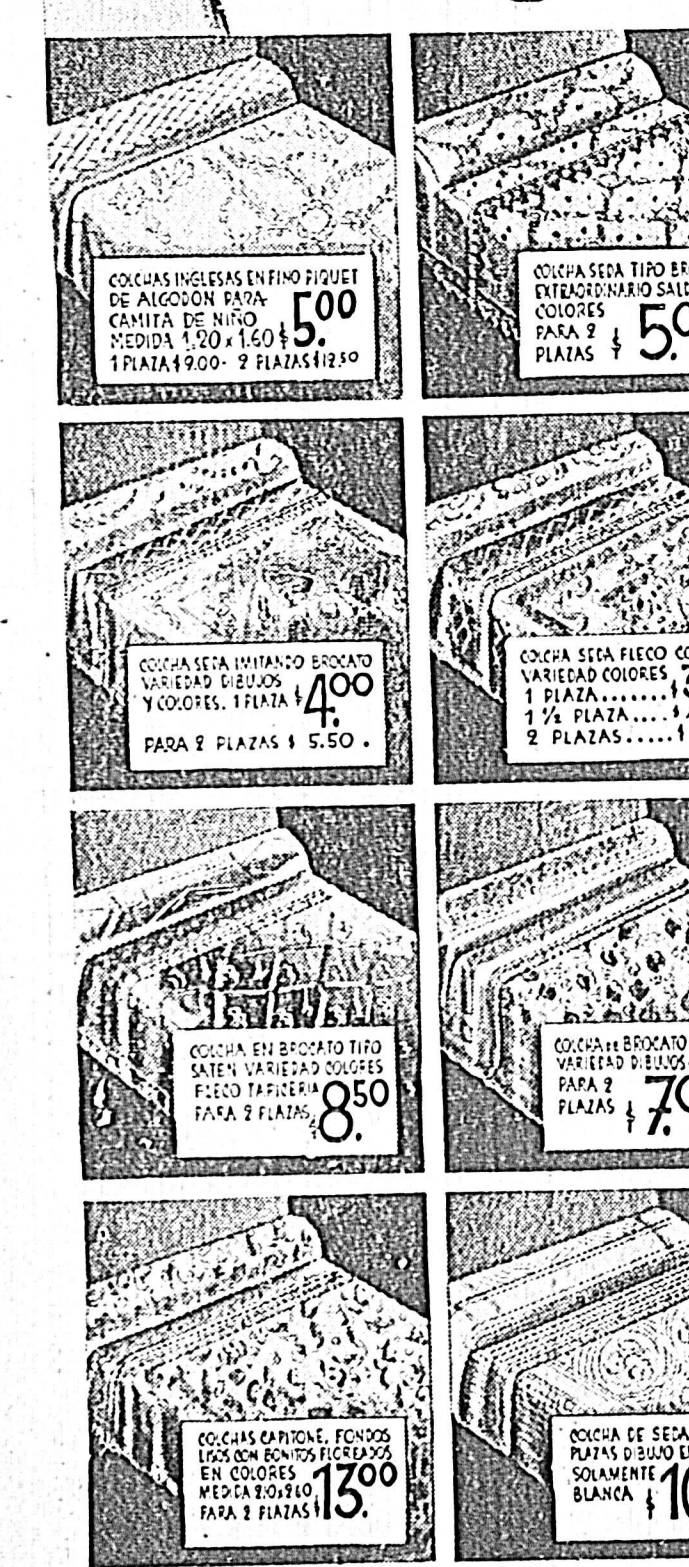 COLCHAS INGLESAS EN FINO PIQUET
DE ALGODON PARA
CAMITA DE NIÑO
MEDIDA 1.20 x 1.60 $ 5.00
1 PLAZA $ 9.00 - 2 PLAZAS $ 12.50
COLCHA SEDA TIPO
EXTRAORDINARIO
COLORES
PARA 2
PLAZAS $ 5.
COLCHA SEDA IMITANDO BROCATO
VARIEDAD DIBUJOS
Y COLORES. 1 PLAZA $ 4.00
PARA 2 PLAZAS $ 5.50.
COLCHA SEDA FLECO
VARIEDAD COLORES
1 PLAZA.......$
1 ½ PLAZA....$
2 PLAZAS.....$
COLCHA EN BROCATO TIPO
SATEN VARIEDAD COLORES
FLECO TAPICERIA
PARA 2 PLAZAS $ 8.50
COLCHA DE BROCATO
VARIEDAD DIBUJOS
PARA 2
PLAZAS $ 7.
COLCHAS CAPITONE, FONDOS
LISOS CON BONITOS FLOREADOS
EN COLORES
MEDIDA
PARA 2 PLAZAS $ 13.00
COLCHA DE SEDA
PLAZAS DIBUJO
SOLAMENTE
BLANCA $